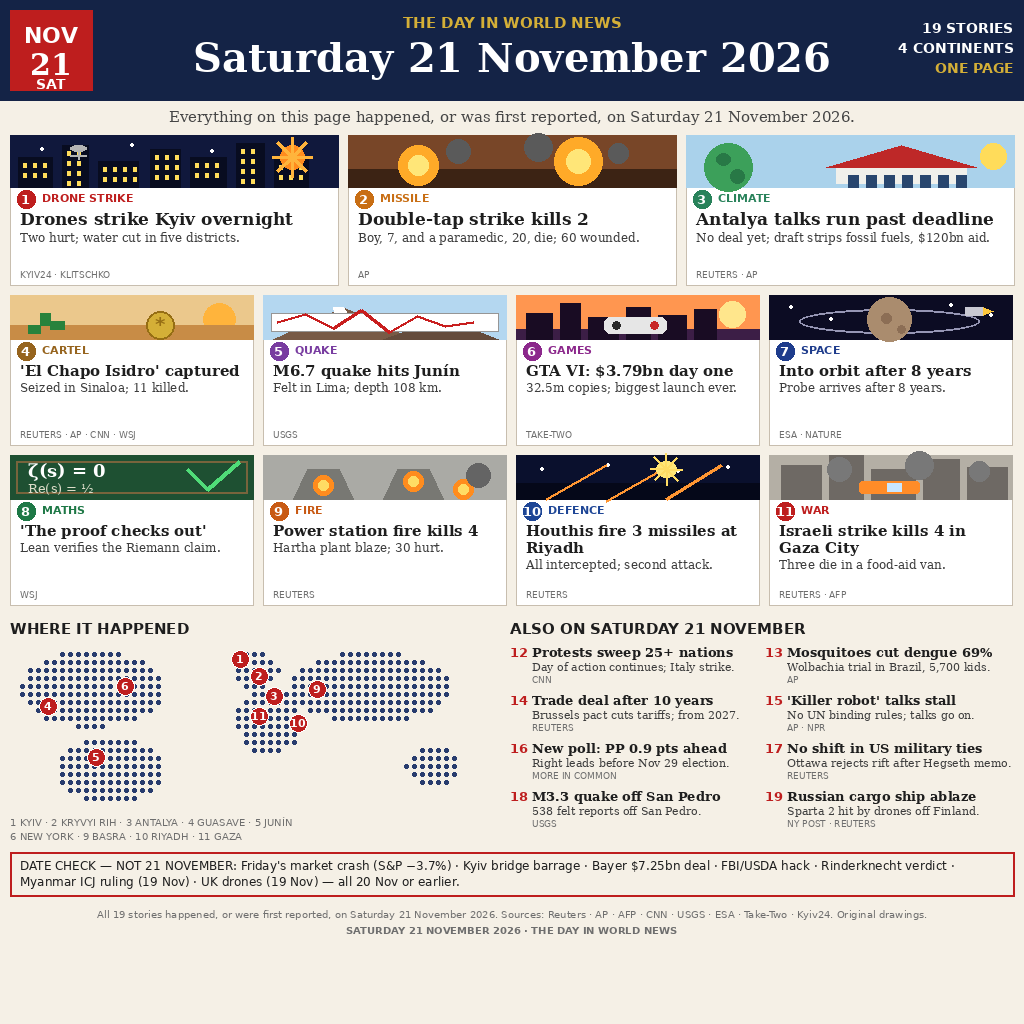 NOV
21
SAT
THE DAY IN WORLD NEWS
Saturday 21 November 2026
19 STORIES
4 CONTINENTS
ONE PAGE
Everything on this page happened, or was first reported, on Saturday 21 November 2026.
1 DRONE STRIKE
Drones strike Kyiv overnight
Two hurt; water cut in five districts.
KYIV24 · KLITSCHKO
2 MISSILE
Double-tap strike kills 2
Boy, 7, and a paramedic, 20, die; 60 wounded.
AP
3 CLIMATE
Antalya talks run past deadline
No deal yet; draft strips fossil fuels, $120bn aid.
REUTERS · AP
4 CARTEL
'El Chapo Isidro' captured
Seized in Sinaloa; 11 killed.
REUTERS · AP · CNN · WSJ
5 QUAKE
M6.7 quake hits Junín
Felt in Lima; depth 108 km.
USGS
6 GAMES
GTA VI: $3.79bn day one
32.5m copies; biggest launch ever.
TAKE-TWO
7 SPACE
Into orbit after 8 years
Probe arrives after 8 years.
ESA · NATURE
ζ(s) = 0
Re(s) = ½
8 MATHS
'The proof checks out'
Lean verifies the Riemann claim.
WSJ
9 FIRE
Power station fire kills 4
Hartha plant blaze; 30 hurt.
REUTERS
10 DEFENCE
Houthis fire 3 missiles at
Riyadh
All intercepted; second attack.
REUTERS
11 WAR
Israeli strike kills 4 in
Gaza City
Three die in a food-aid van.
REUTERS · AFP
WHERE IT HAPPENED
1
2
3
4
5
6
9
10
11
1 KYIV · 2 KRYVYI RIH · 3 ANTALYA · 4 GUASAVE · 5 JUNÍN
6 NEW YORK · 9 BASRA · 10 RIYADH · 11 GAZA
ALSO ON SATURDAY 21 NOVEMBER
12 Protests sweep 25+ nations
Day of action continues; Italy strike.
CNN
13 Mosquitoes cut dengue 69%
Wolbachia trial in Brazil, 5,700 kids.
AP
14 Trade deal after 10 years
Brussels pact cuts tariffs; from 2027.
REUTERS
15 'Killer robot' talks stall
No UN binding rules; talks go on.
AP · NPR
16 New poll: PP 0.9 pts ahead
Right leads before Nov 29 election.
MORE IN COMMON
17 No shift in US military ties
Ottawa rejects rift after Hegseth memo.
REUTERS
18 M3.3 quake off San Pedro
538 felt reports off San Pedro.
USGS
19 Russian cargo ship ablaze
Sparta 2 hit by drones off Finland.
NY POST · REUTERS
DATE CHECK — NOT 21 NOVEMBER: Friday's market crash (S&P −3.7%) · Kyiv bridge barrage · Bayer $7.25bn deal · FBI/USDA hack · Rinderknecht verdict ·
Myanmar ICJ ruling (19 Nov) · UK drones (19 Nov) — all 20 Nov or earlier.
All 19 stories happened, or were first reported, on Saturday 21 November 2026. Sources: Reuters · AP · AFP · CNN · USGS · ESA · Take-Two · Kyiv24. Original drawings.
SATURDAY 21 NOVEMBER 2026 · THE DAY IN WORLD NEWS